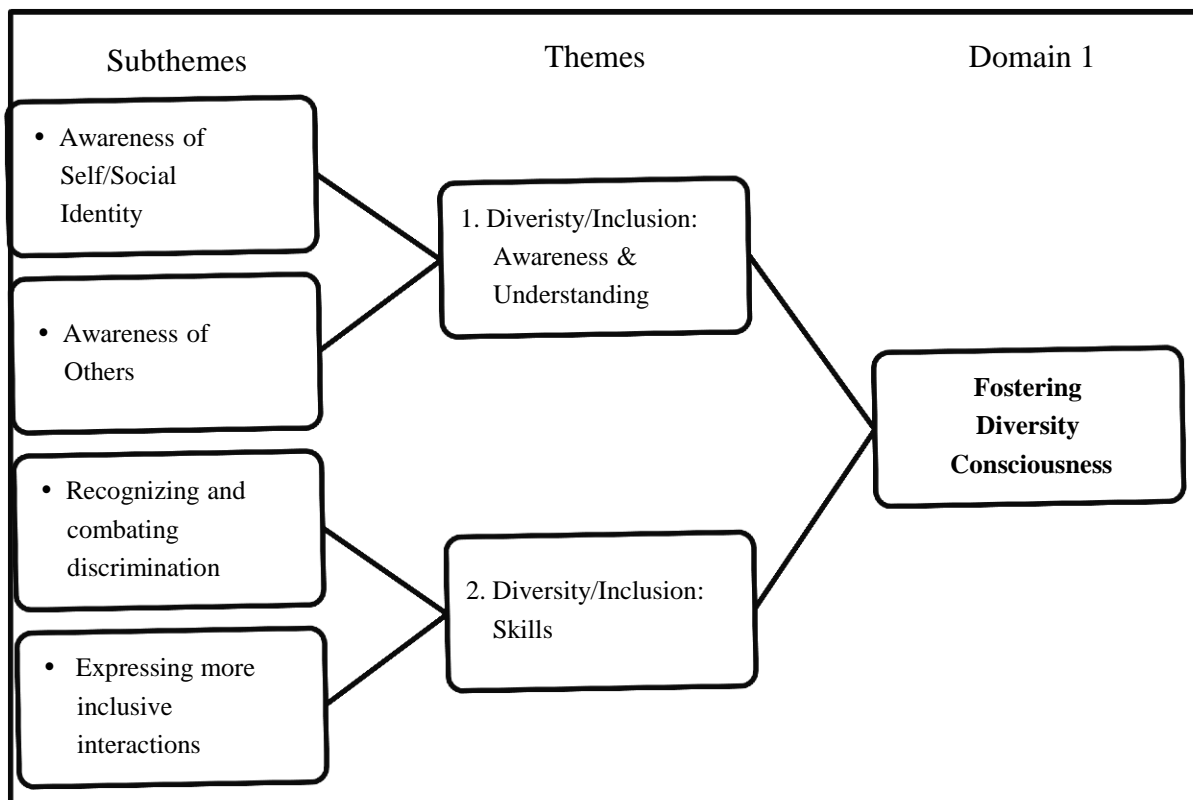 Subthemes
Themes
Domain 1
• Awareness of
Self/Social
Identity
• Awareness of
Others
• Recognizing and
combating
discrimination
• Expressing more
inclusive
interactions
1. Diveristy/Inclusion:
Awareness &
Understanding
2. Diversity/Inclusion:
Skills
Fostering
Diversity
Consciousness